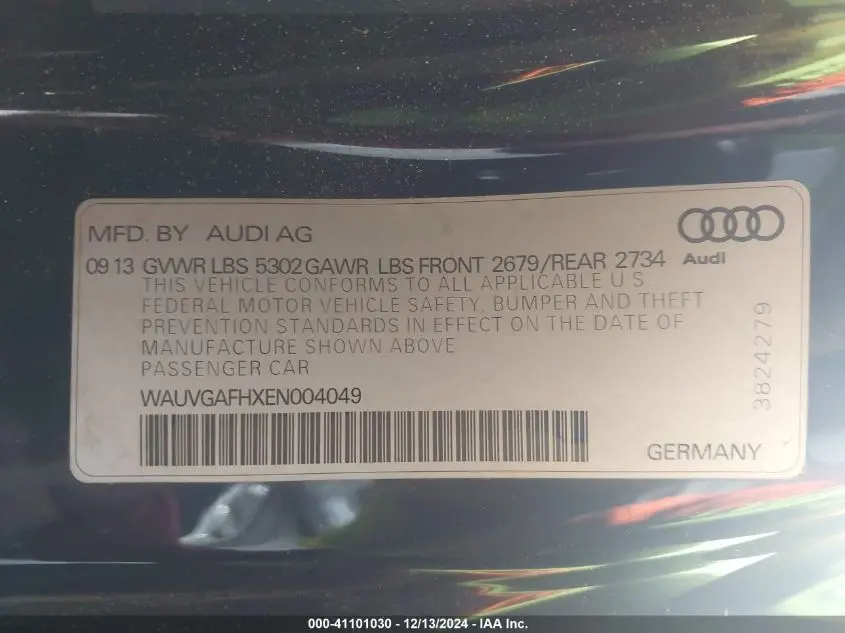 MFD. BY AUDI AG
09 13 GVWR LBS 5302 GAWR LBS FRONT 2679/REAR 2734
Audi
THIS VEHICLE CONFORMS TO ALL APPLICABLE U S.
FEDERAL MOTOR VEHICLE SAFETY, BUMPER AND THEFT
PREVENTION STANDARDS IN EFFECT ON THE DATE OF
MANUFACTURE SHOWN ABOVE
PASSENGER CAR
WAUVGAFHXEN004049
3824279
GERMANY
000-41101030 - 12/13/2024 - IAA Inc.